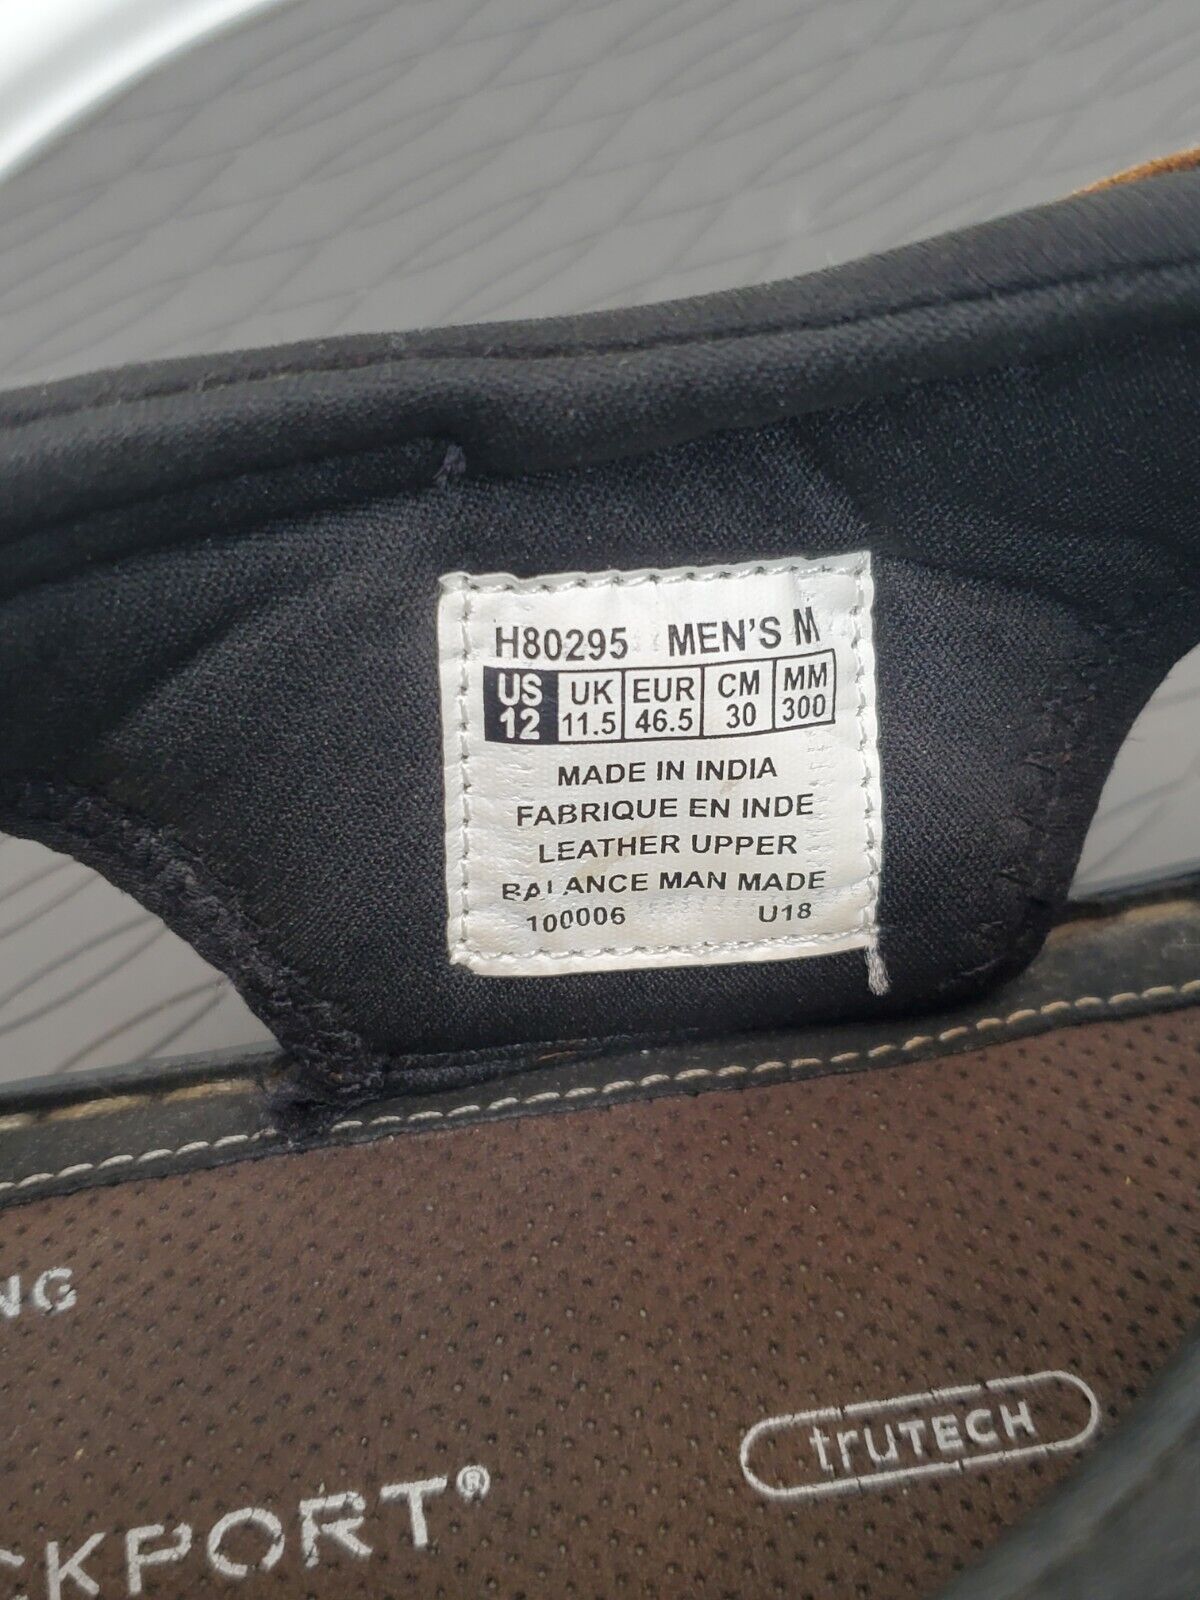 H80295 MEN'S M
US UK EUR CM MM
12 11.5 46.5 30 300
MADE IN INDIA
FABRIQUE EN INDE
LEATHER UPPER
BALANCE MAN MADE
100006 U18
NG
truTECH
CKPORT®